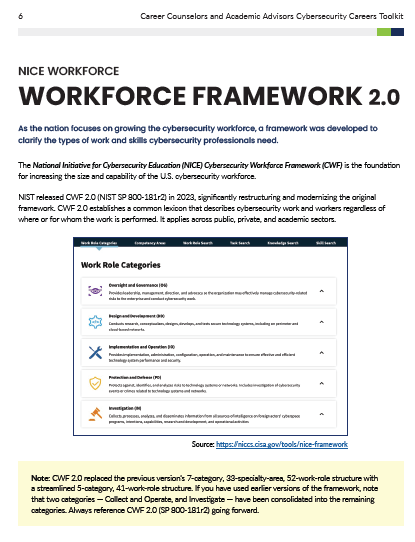 6
Career Counselors and Academic Advisors Cybersecurity Careers Toolkit
NICE WORKFORCE
WORKFORCE FRAMEWORK 2.0
As the nation focuses on growing the cybersecurity workforce, a framework was developed to
clarify the types of work and skills cybersecurity professionals need.
The National Initiative for Cybersecurity Education (NICE) Cybersecurity Workforce Framework (CWF) is the foundation
for increasing the size and capability of the U.S. cybersecurity workforce.
NIST released CWF 2.0 (NIST SP 800-181r2) in 2023, significantly restructuring and modernizing the original
framework. CWF 2.0 establishes a common lexicon that describes cybersecurity work and workers regardless of
where or for whom the work is performed. It applies across public, private, and academic sectors.
Work Role Categories Competency Areas Work Role Search Task Search Knowledge Search Skill Search
Work Role Categories
Oversight and Governance (OG)
Provides leadership, management, direction, and advocacy so the organization may effectively manage cybersecurity-related
risks to the enterprise and conduct cybersecurity work.
Design and Development (DD)
Conducts research, conceptualizes, designs, develops, and tests secure technology systems, including on perimeter and
cloud-based networks.
Implementation and Operation (IO)
Provides implementation, administration, configuration, operation, and maintenance to ensure effective and efficient
technology system performance and security.
Protection and Defense (PD)
Protects against, identifies, and analyzes risks to technology systems or networks. Includes investigation of cybersecurity
events or crimes related to technology systems and networks.
Investigation (IN)
Collects, processes, analyzes, and disseminates information from all sources of intelligence on foreign actors' cyberspace
programs, intentions, capabilities, research and development, and operational activities
Source: https://niccs.cisa.gov/tools/nice-framework
Note: CWF 2.0 replaced the previous version's 7-category, 33-specialty-area, 52-work-role structure with
a streamlined 5-category, 41-work-role structure. If you have used earlier versions of the framework, note
that two categories — Collect and Operate, and Investigate — have been consolidated into the remaining
categories. Always reference CWF 2.0 (SP 800-181r2) going forward.